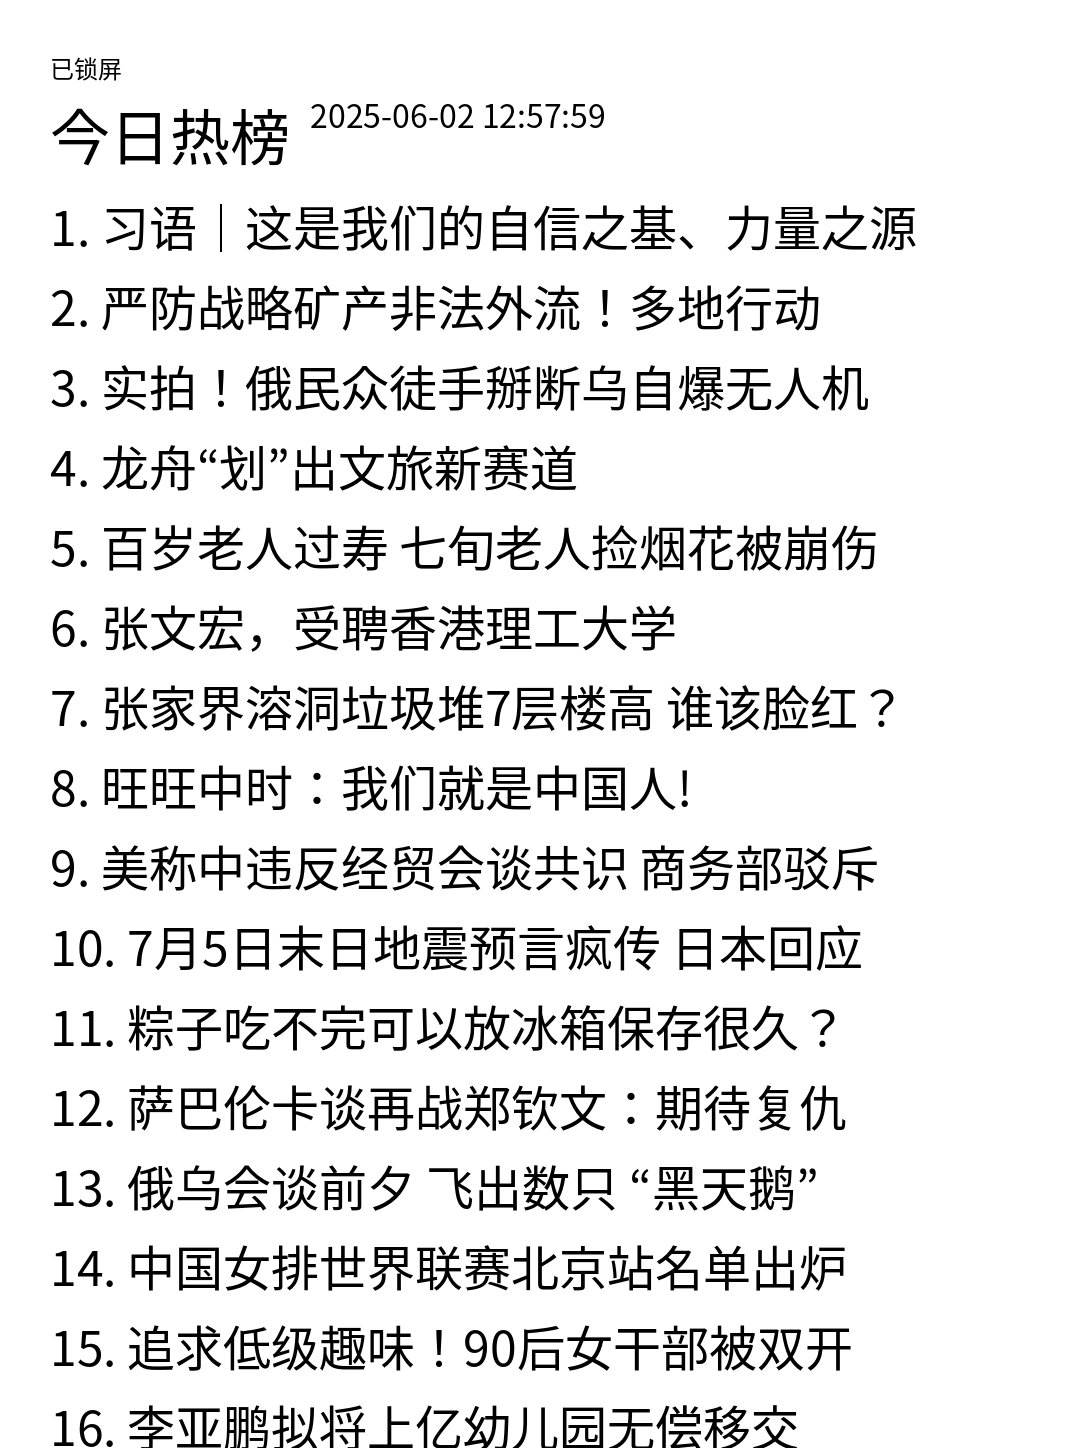 已锁屏
今日热榜 2025-06-02 12:57:59
1. 习语｜这是我们的自信之基、力量之源
2. 严防战略矿产非法外流！多地行动
3. 实拍！俄民众徒手掰断乌自爆无人机
4. 龙舟“划”出文旅新赛道
5. 百岁老人过寿 七旬老人捡烟花被崩伤
6. 张文宏，受聘香港理工大学
7. 张家界溶洞垃圾堆7层楼高 谁该脸红？
8. 旺旺中时：我们就是中国人!
9. 美称中违反经贸会谈共识 商务部驳斥
10. 7月5日末日地震预言疯传 日本回应
11. 粽子吃不完可以放冰箱保存很久？
12. 萨巴伦卡谈再战郑钦文：期待复仇
13. 俄乌会谈前夕 飞出数只 “黑天鹅”
14. 中国女排世界联赛北京站名单出炉
15. 追求低级趣味！90后女干部被双开
16. 李亚鹏拟将上亿幼儿园无偿移交